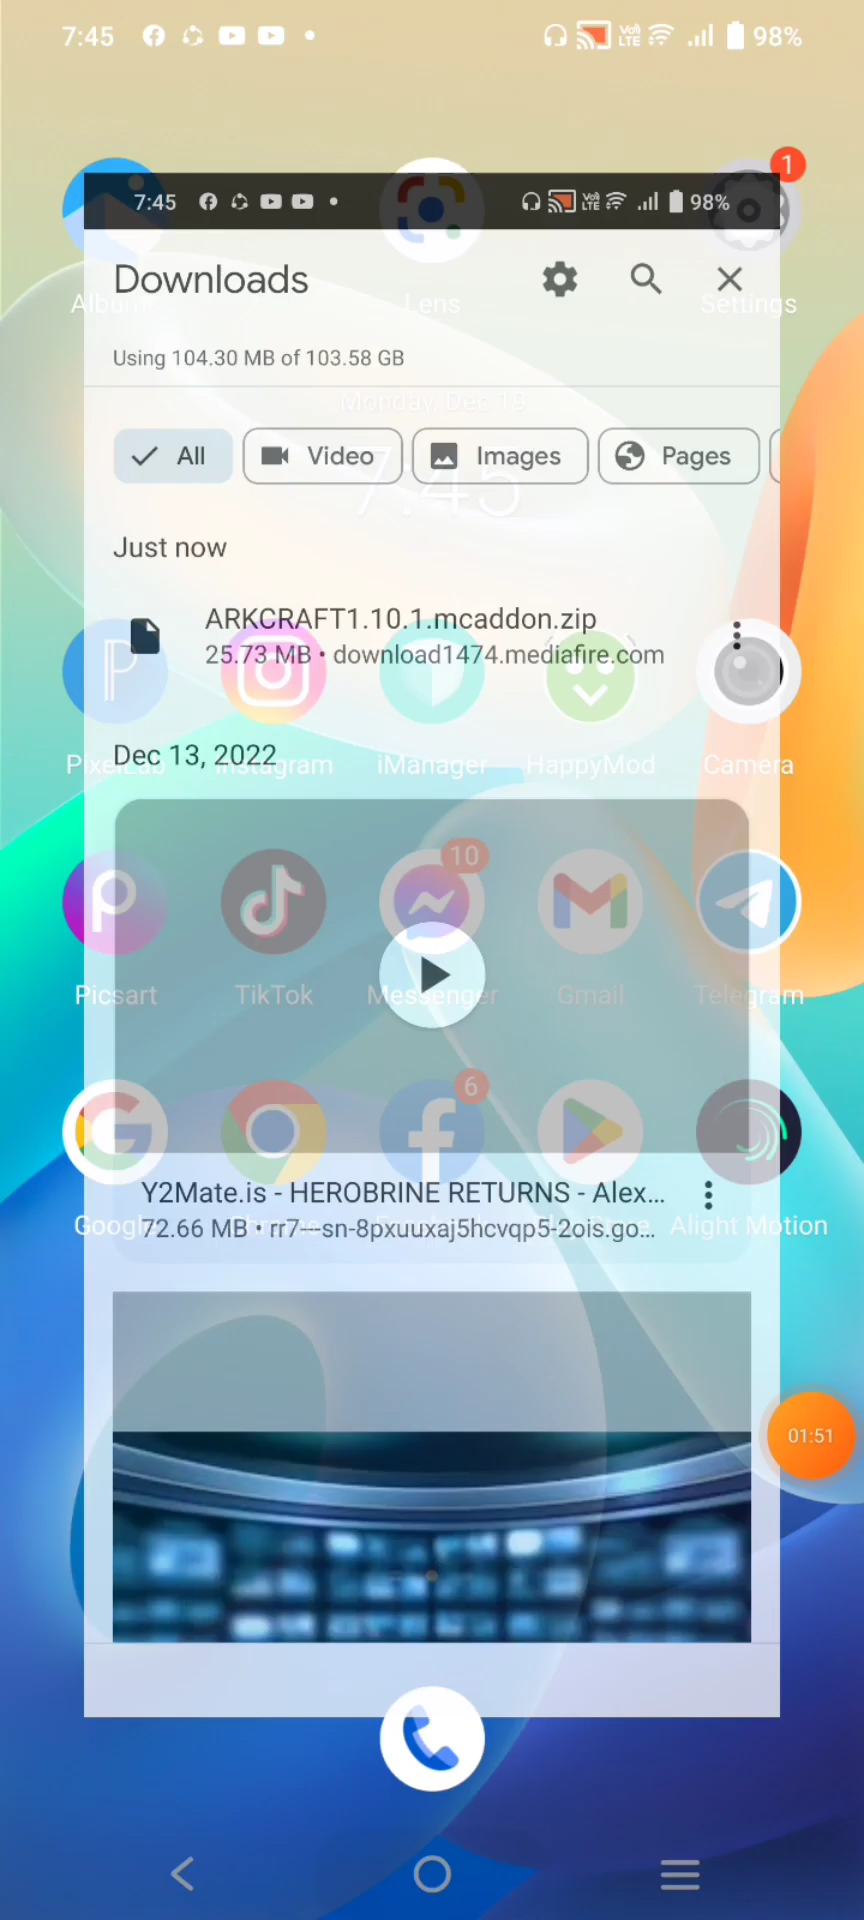 7:45
98%
1
7:45
98%
Downloads
Albums
Lens
Settings
Using 104.30 MB of 103.58 GB
Monday, Dec 19
All
Video
Images
Pages
7:45
Just now
ARKCRAFT1.10.1.mcaddon.zip
25.73 MB • download1474.mediafire.com
Dec 13, 2022
PixelLab
Instagram
iManager
HappyMod
Camera
10
Picsart
TikTok
Messenger
Gmail
Telegram
6
Y2Mate.is - HEROBRINE RETURNS - Alex...
72.66 MB • rr7---sn-8pxuuxaj5hcvqp5-2ois.go...
Google
Chrome
Alight Motion
01:51